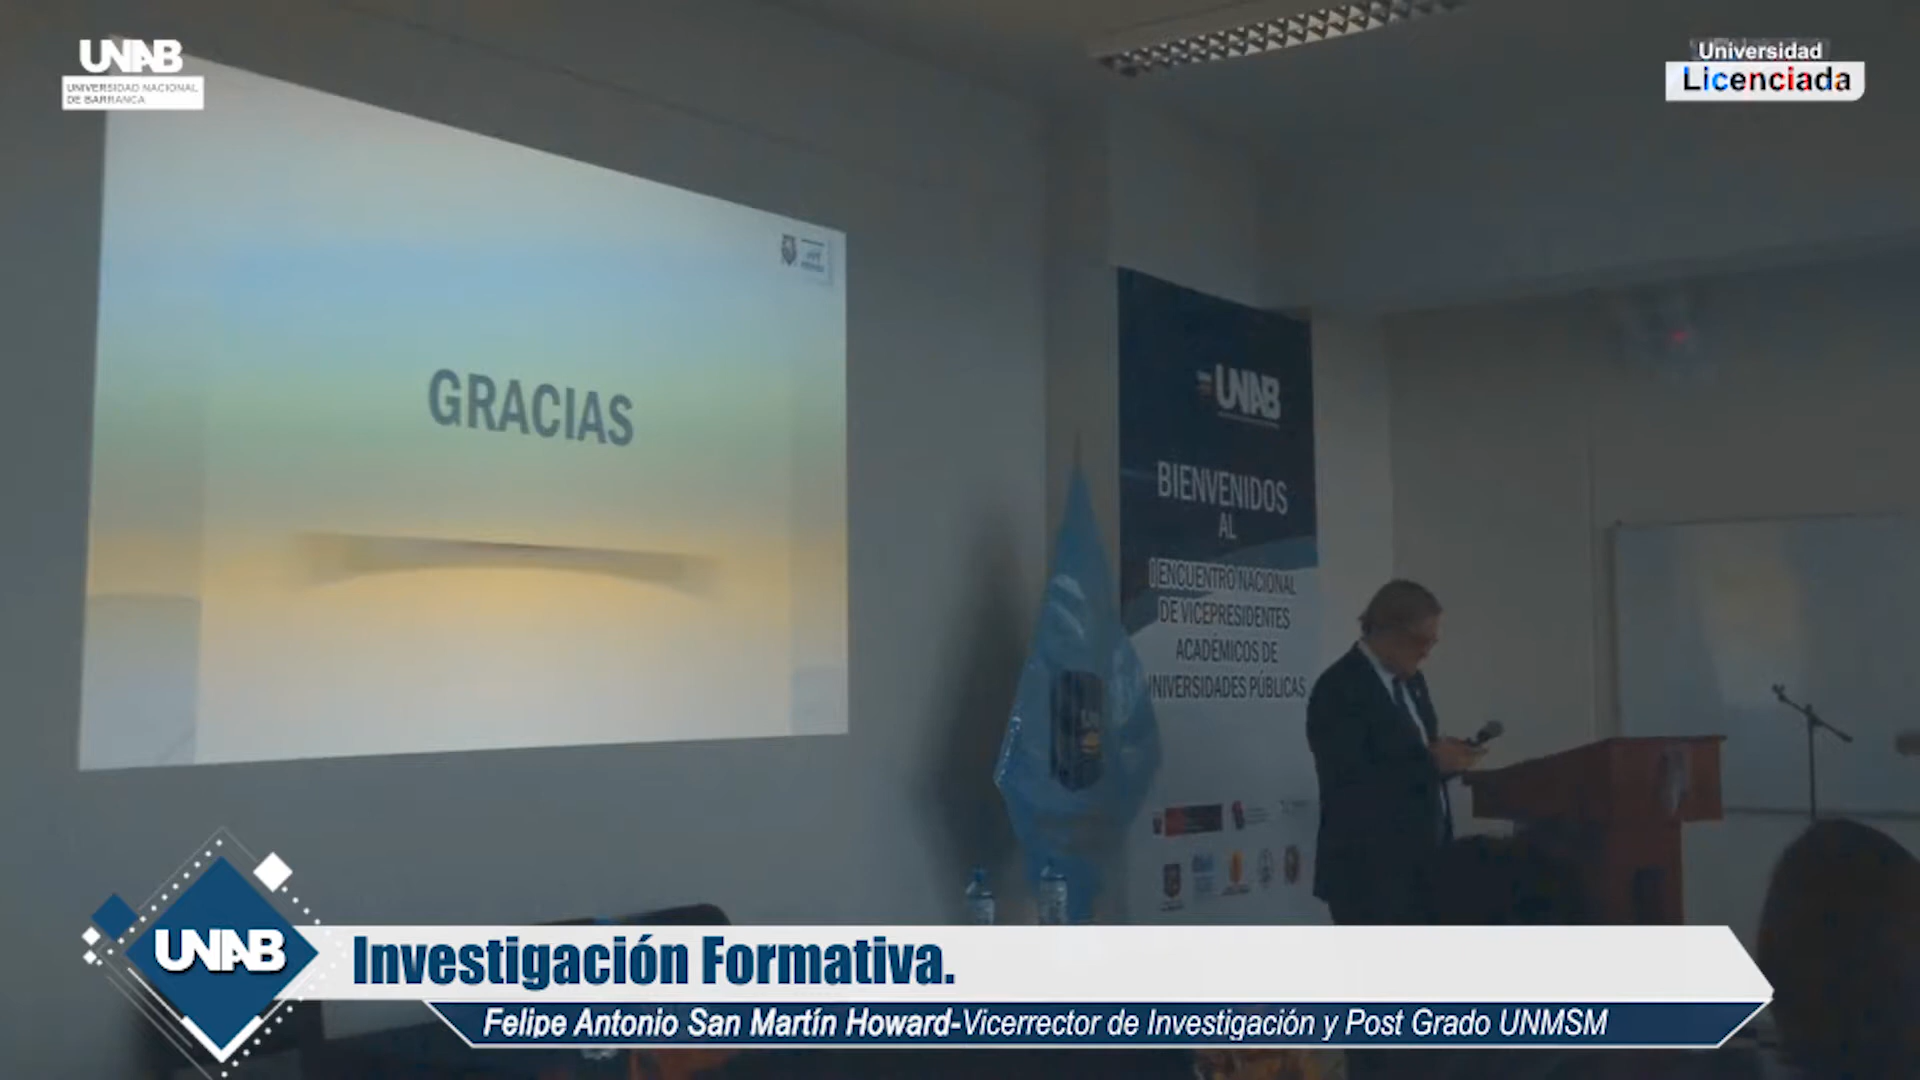 UNAB
UNIVERSIDAD NACIONAL
DE BARRANCA
Universidad
Licenciada
GRACIAS
UNAB
BIENVENIDOS
AL
I ENCUENTRO NACIONAL
DE VICEPRESIDENTES
ACADÉMICOS DE
UNIVERSIDADES PÚBLICAS
UNAB
Investigación Formativa.
Felipe Antonio San Martín Howard-Vicerrector de Investigación y Post Grado UNMSM